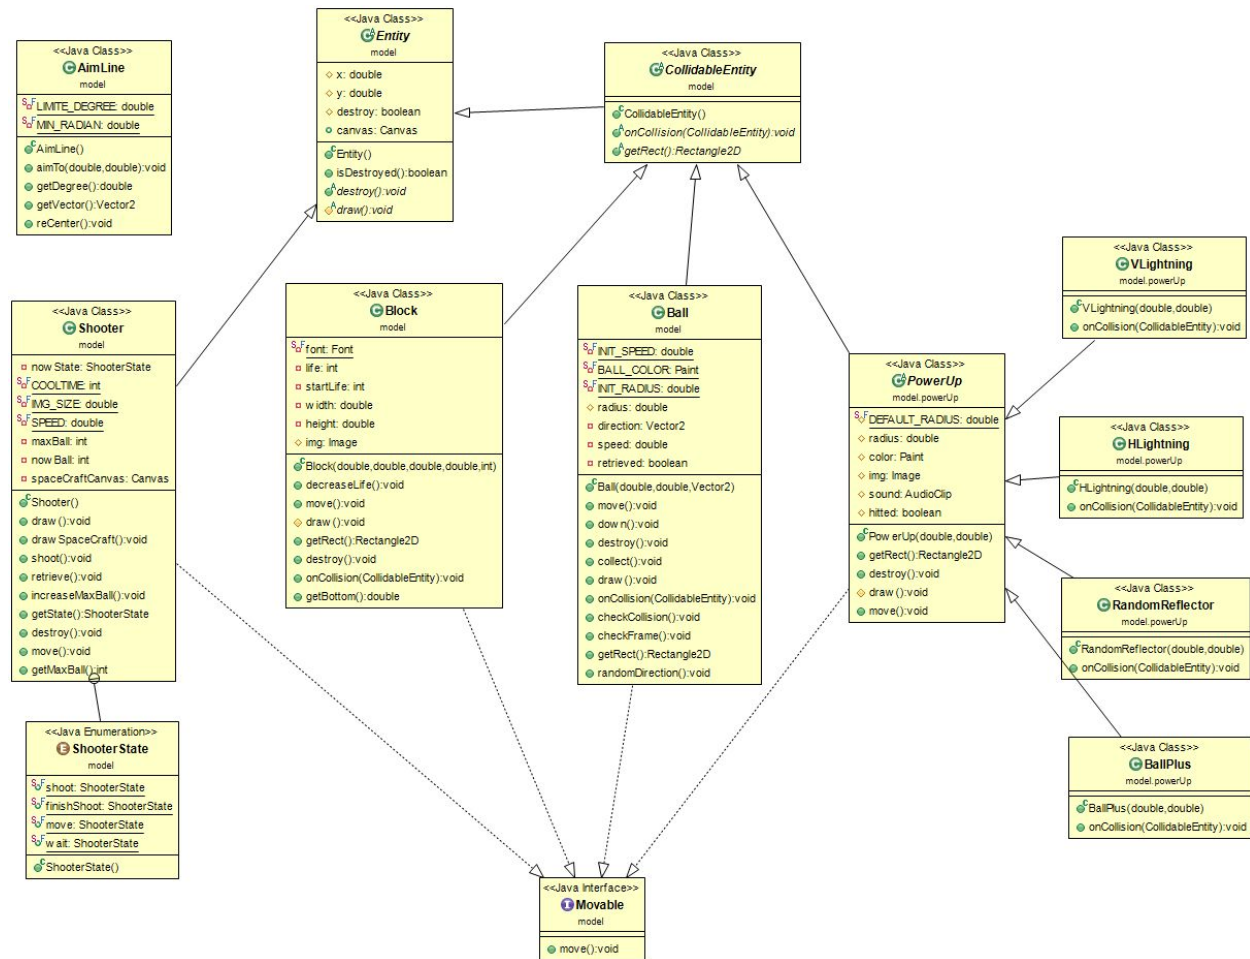 <<Java Class>>
AimLine
model
LIMITE_DEGREE: double
MIN_RADIAN: double
AimLine()
aimTo(double,double):void
getDegree():double
getVector():Vector2
reCenter():void
<<Java Class>>
Entity
model
x: double
y: double
destroy: boolean
canvas: Canvas
Entity()
isDestroyed():boolean
destroy():void
draw():void
<<Java Class>>
CollidableEntity
model
CollidableEntity()
onCollision(CollidableEntity):void
getRect():Rectangle2D
<<Java Class>>
Shooter
model
nowState: ShooterState
COOLTIME: int
IMG_SIZE: double
SPEED: double
maxBall: int
nowBall: int
spaceCraftCanvas: Canvas
Shooter()
draw():void
drawSpaceCraft():void
shoot():void
retrieve():void
increaseMaxBall():void
getState():ShooterState
destroy():void
move():void
getMaxBall():int
<<Java Class>>
Block
model
font: Font
life: int
startLife: int
width: double
height: double
img: Image
Block(double,double,double,double,int)
decreaseLife():void
move():void
draw():void
getRect():Rectangle2D
destroy():void
onCollision(CollidableEntity):void
getBottom():double
<<Java Class>>
Ball
model
INIT_SPEED: double
BALL_COLOR: Paint
INIT_RADIUS: double
radius: double
direction: Vector2
speed: double
retrieved: boolean
Ball(double,double,Vector2)
move():void
down():void
destroy():void
collect():void
draw():void
onCollision(CollidableEntity):void
checkCollision():void
checkFrame():void
getRect():Rectangle2D
randomDirection():void
<<Java Class>>
PowerUp
model.powerUp
DEFAULT_RADIUS: double
radius: double
color: Paint
img: Image
sound: AudioClip
hitted: boolean
PowerUp(double,double)
getRect():Rectangle2D
destroy():void
draw():void
move():void
<<Java Class>>
VLightning
model.powerUp
VLightning(double,double)
onCollision(CollidableEntity):void
<<Java Class>>
HLightning
model.powerUp
HLightning(double,double)
onCollision(CollidableEntity):void
<<Java Class>>
RandomReflector
model.powerUp
RandomReflector(double,double)
onCollision(CollidableEntity):void
<<Java Class>>
BallPlus
model.powerUp
BallPlus(double,double)
onCollision(CollidableEntity):void
<<Java Enumeration>>
ShooterState
model
shoot: ShooterState
finishShoot: ShooterState
move: ShooterState
wait: ShooterState
ShooterState()
<<Java Interface>>
Movable
model
move():void